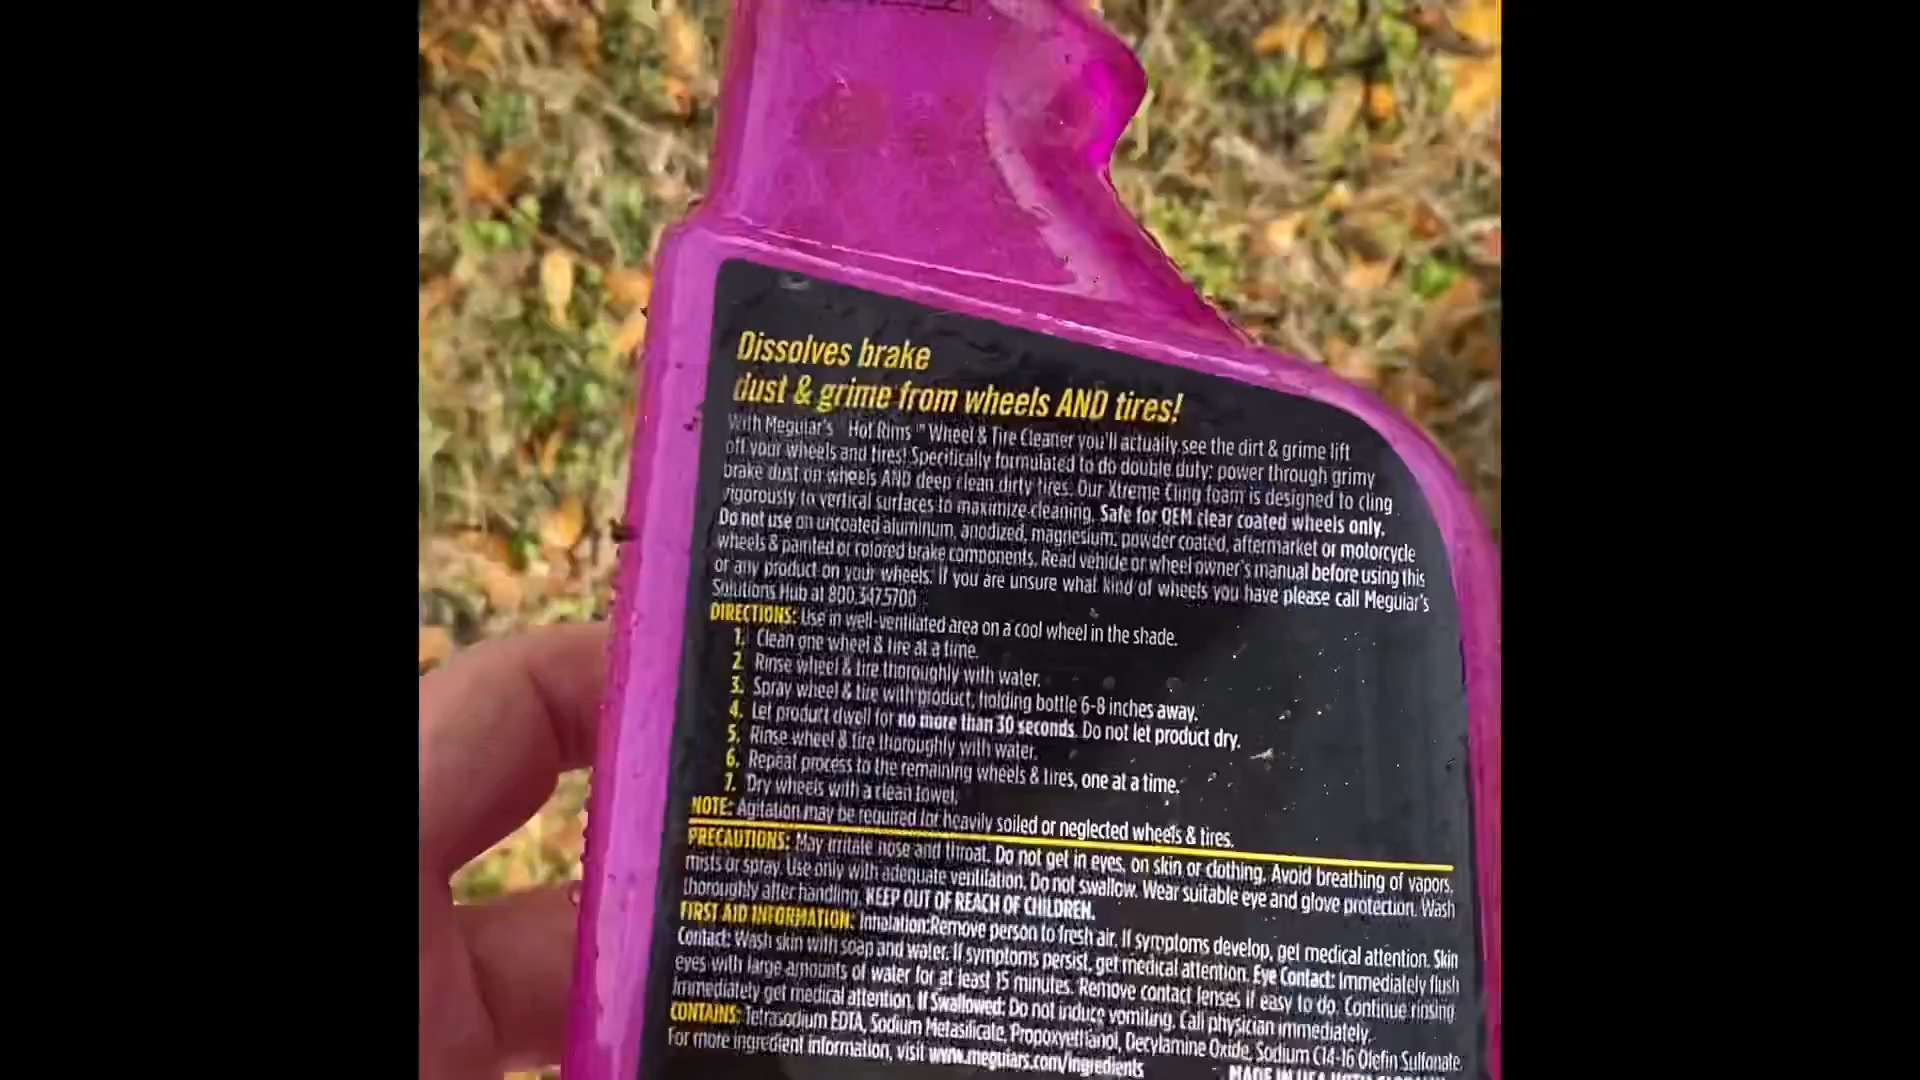 Dissolves brake
dust & grime from wheels AND tires!
With Meguiar's Hot Rims ™ Wheel & Tire Cleaner you'll actually see the dirt & grime lift
off your wheels and tires! Specifically formulated to do double duty: power through grimy
brake dust on wheels AND deep clean dirty tires. Our Xtreme Cling foam is designed to cling
vigorously to vertical surfaces to maximize cleaning. Safe for OEM clear coated wheels only.
Do not use on uncoated aluminum, anodized, magnesium, powder coated, aftermarket or motorcycle
wheels & painted or colored brake components. Read vehicle or wheel owner's manual before using this
or any product on your wheels. If you are unsure what kind of wheels you have please call Meguiar's
Solutions Hub at 800.347.5700
DIRECTIONS: Use in well-ventilated area on a cool wheel in the shade.
1. Clean one wheel & tire at a time.
2. Rinse wheel & tire thoroughly with water.
3. Spray wheel & tire with product, holding bottle 6-8 inches away.
4. Let product dwell for no more than 30 seconds. Do not let product dry.
5. Rinse wheel & tire thoroughly with water.
6. Repeat process to the remaining wheels & tires, one at a time.
7. Dry wheels with a clean towel.
NOTE: Agitation may be required for heavily soiled or neglected wheels & tires.
PRECAUTIONS: May irritate nose and throat. Do not get in eyes, on skin or clothing. Avoid breathing of vapors,
mists or spray. Use only with adequate ventilation. Do not swallow. Wear suitable eye and glove protection. Wash
thoroughly after handling. KEEP OUT OF REACH OF CHILDREN.
FIRST AID INFORMATION: Inhalation:Remove person to fresh air. If symptoms develop, get medical attention. Skin
Contact: Wash skin with soap and water. If symptoms persist, get medical attention. Eye Contact: Immediately flush
eyes with large amounts of water for at least 15 minutes. Remove contact lenses if easy to do. Continue rinsing.
Immediately get medical attention. If Swallowed: Do not induce vomiting. Call physician immediately.
CONTAINS: Tetrasodium EDTA, Sodium Metasilicate, Propoxyethanol, Decylamine Oxide, Sodium C14-16 Olefin Sulfonate.
For more ingredient information, visit www.meguiars.com/ingredients
MADE IN USA WITH